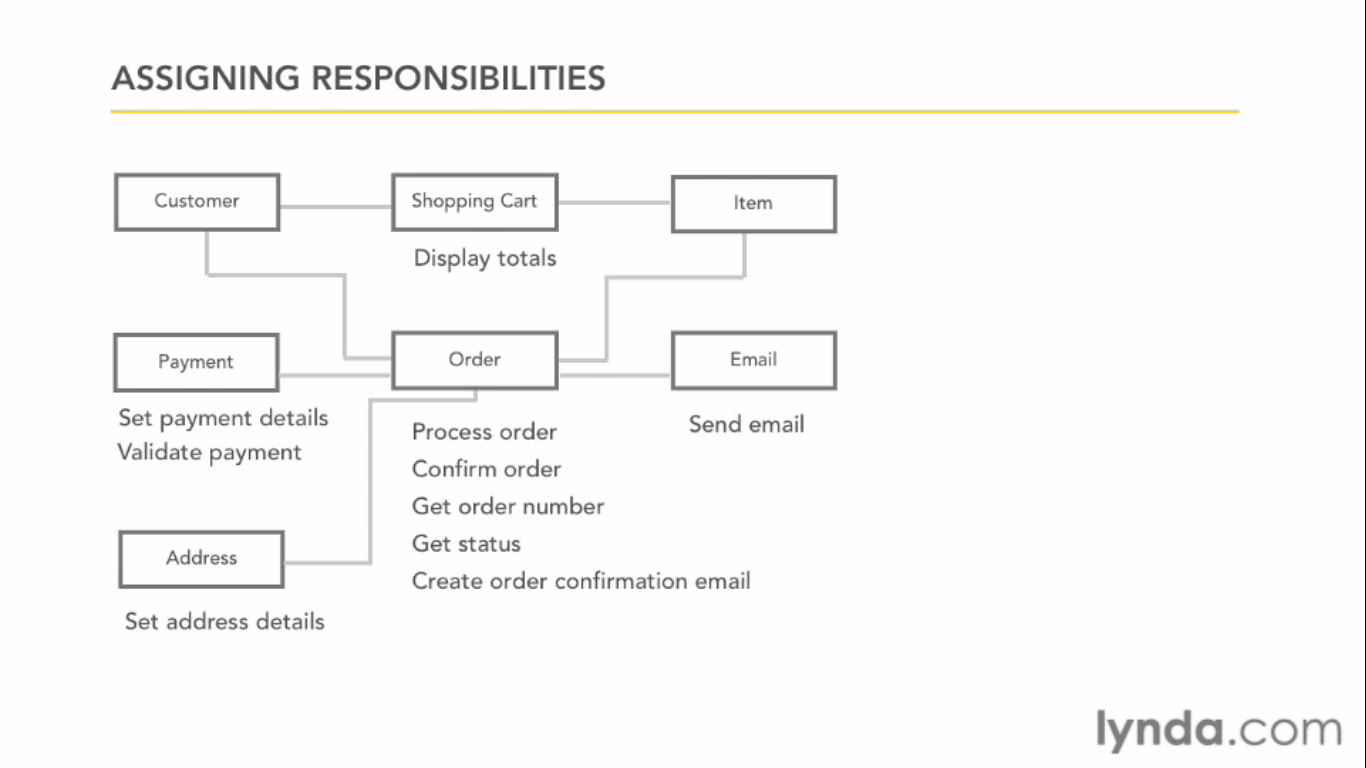 ASSIGNING RESPONSIBILITIES
Customer
Shopping Cart
Item
Display totals
Payment
Order
Email
Set payment details
Validate payment
Process order
Confirm order
Get order number
Get status
Create order confirmation email
Send email
Address
Set address details
lynda.com